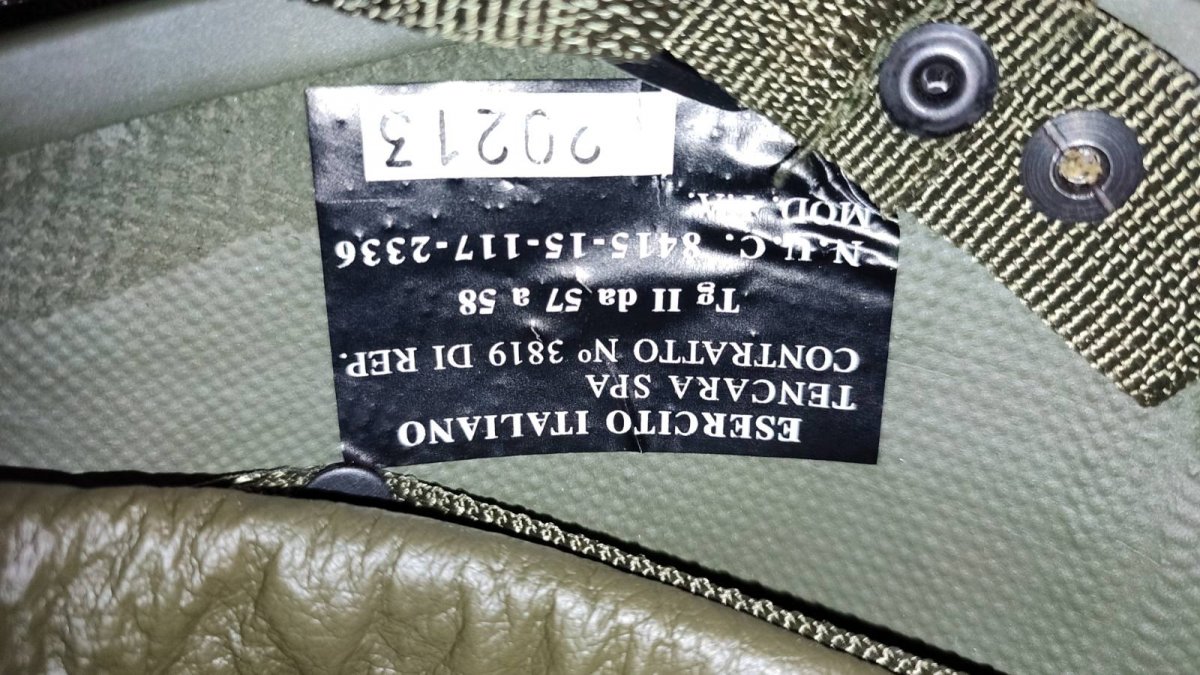 ESERCITO ITALIANO
TENCARA SPA
CONTRATTO Nº 3819 DI REP.
Tg II da 57 a 58
N.U.C. 8415-15-117-2336
MOD.
20213